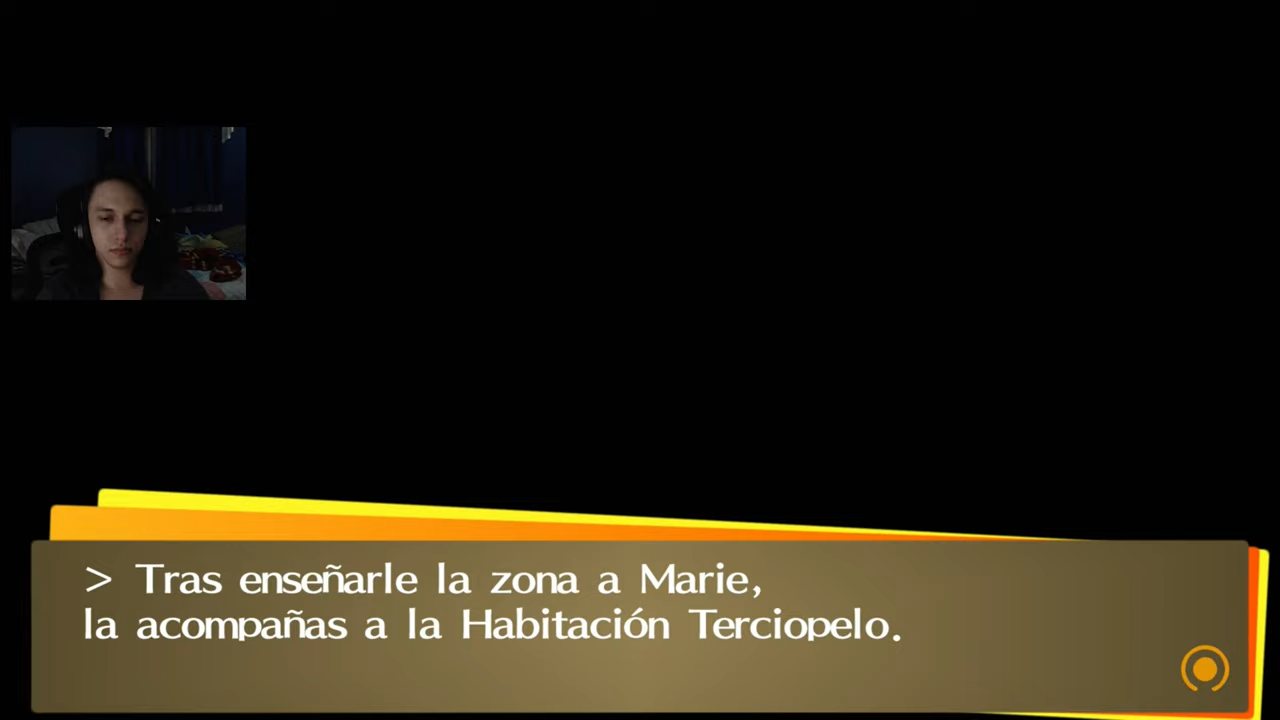 > Tras enseñarle la zona a Marie,
la acompañas a la Habitación Terciopelo.